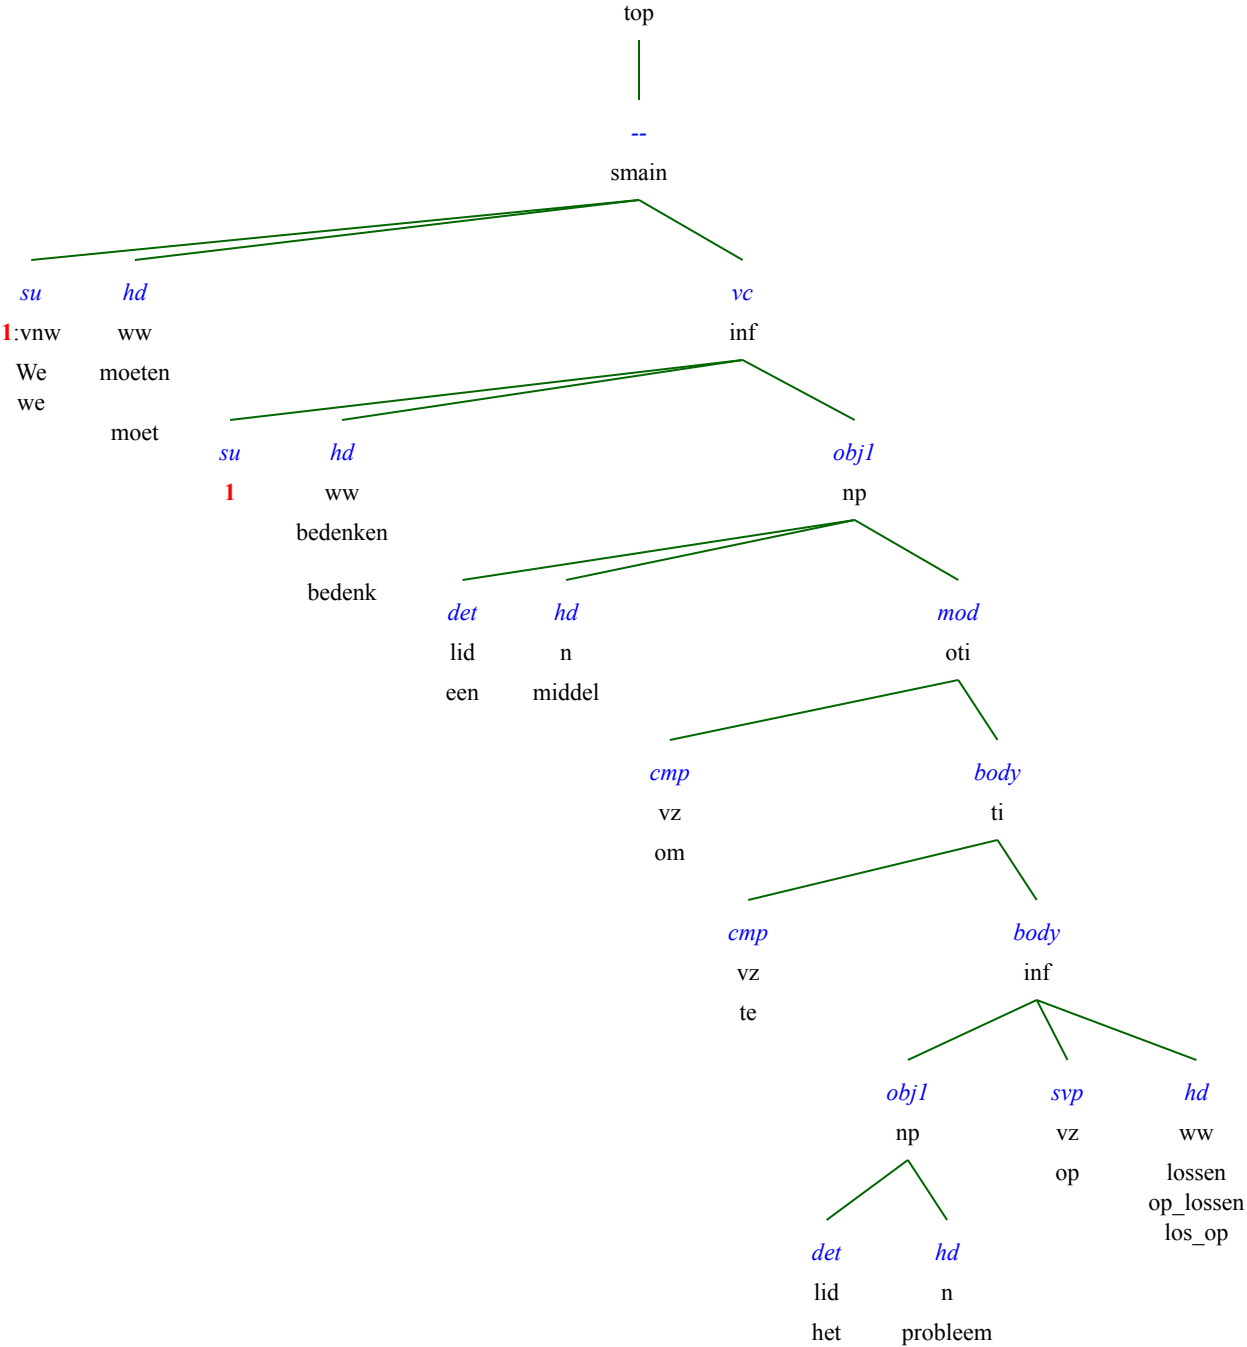 top
--
smain
su hd vc
1:vnw ww inf
We moeten
we
moet
su hd obj1
1 ww np
bedenken
bedenk
det hd mod
lid n oti
een middel
cmp body
vz ti
om
cmp body
vz inf
te
obj1 svp hd
np vz ww
op lossen
op_lossen
los_op
det hd
lid n
het probleem